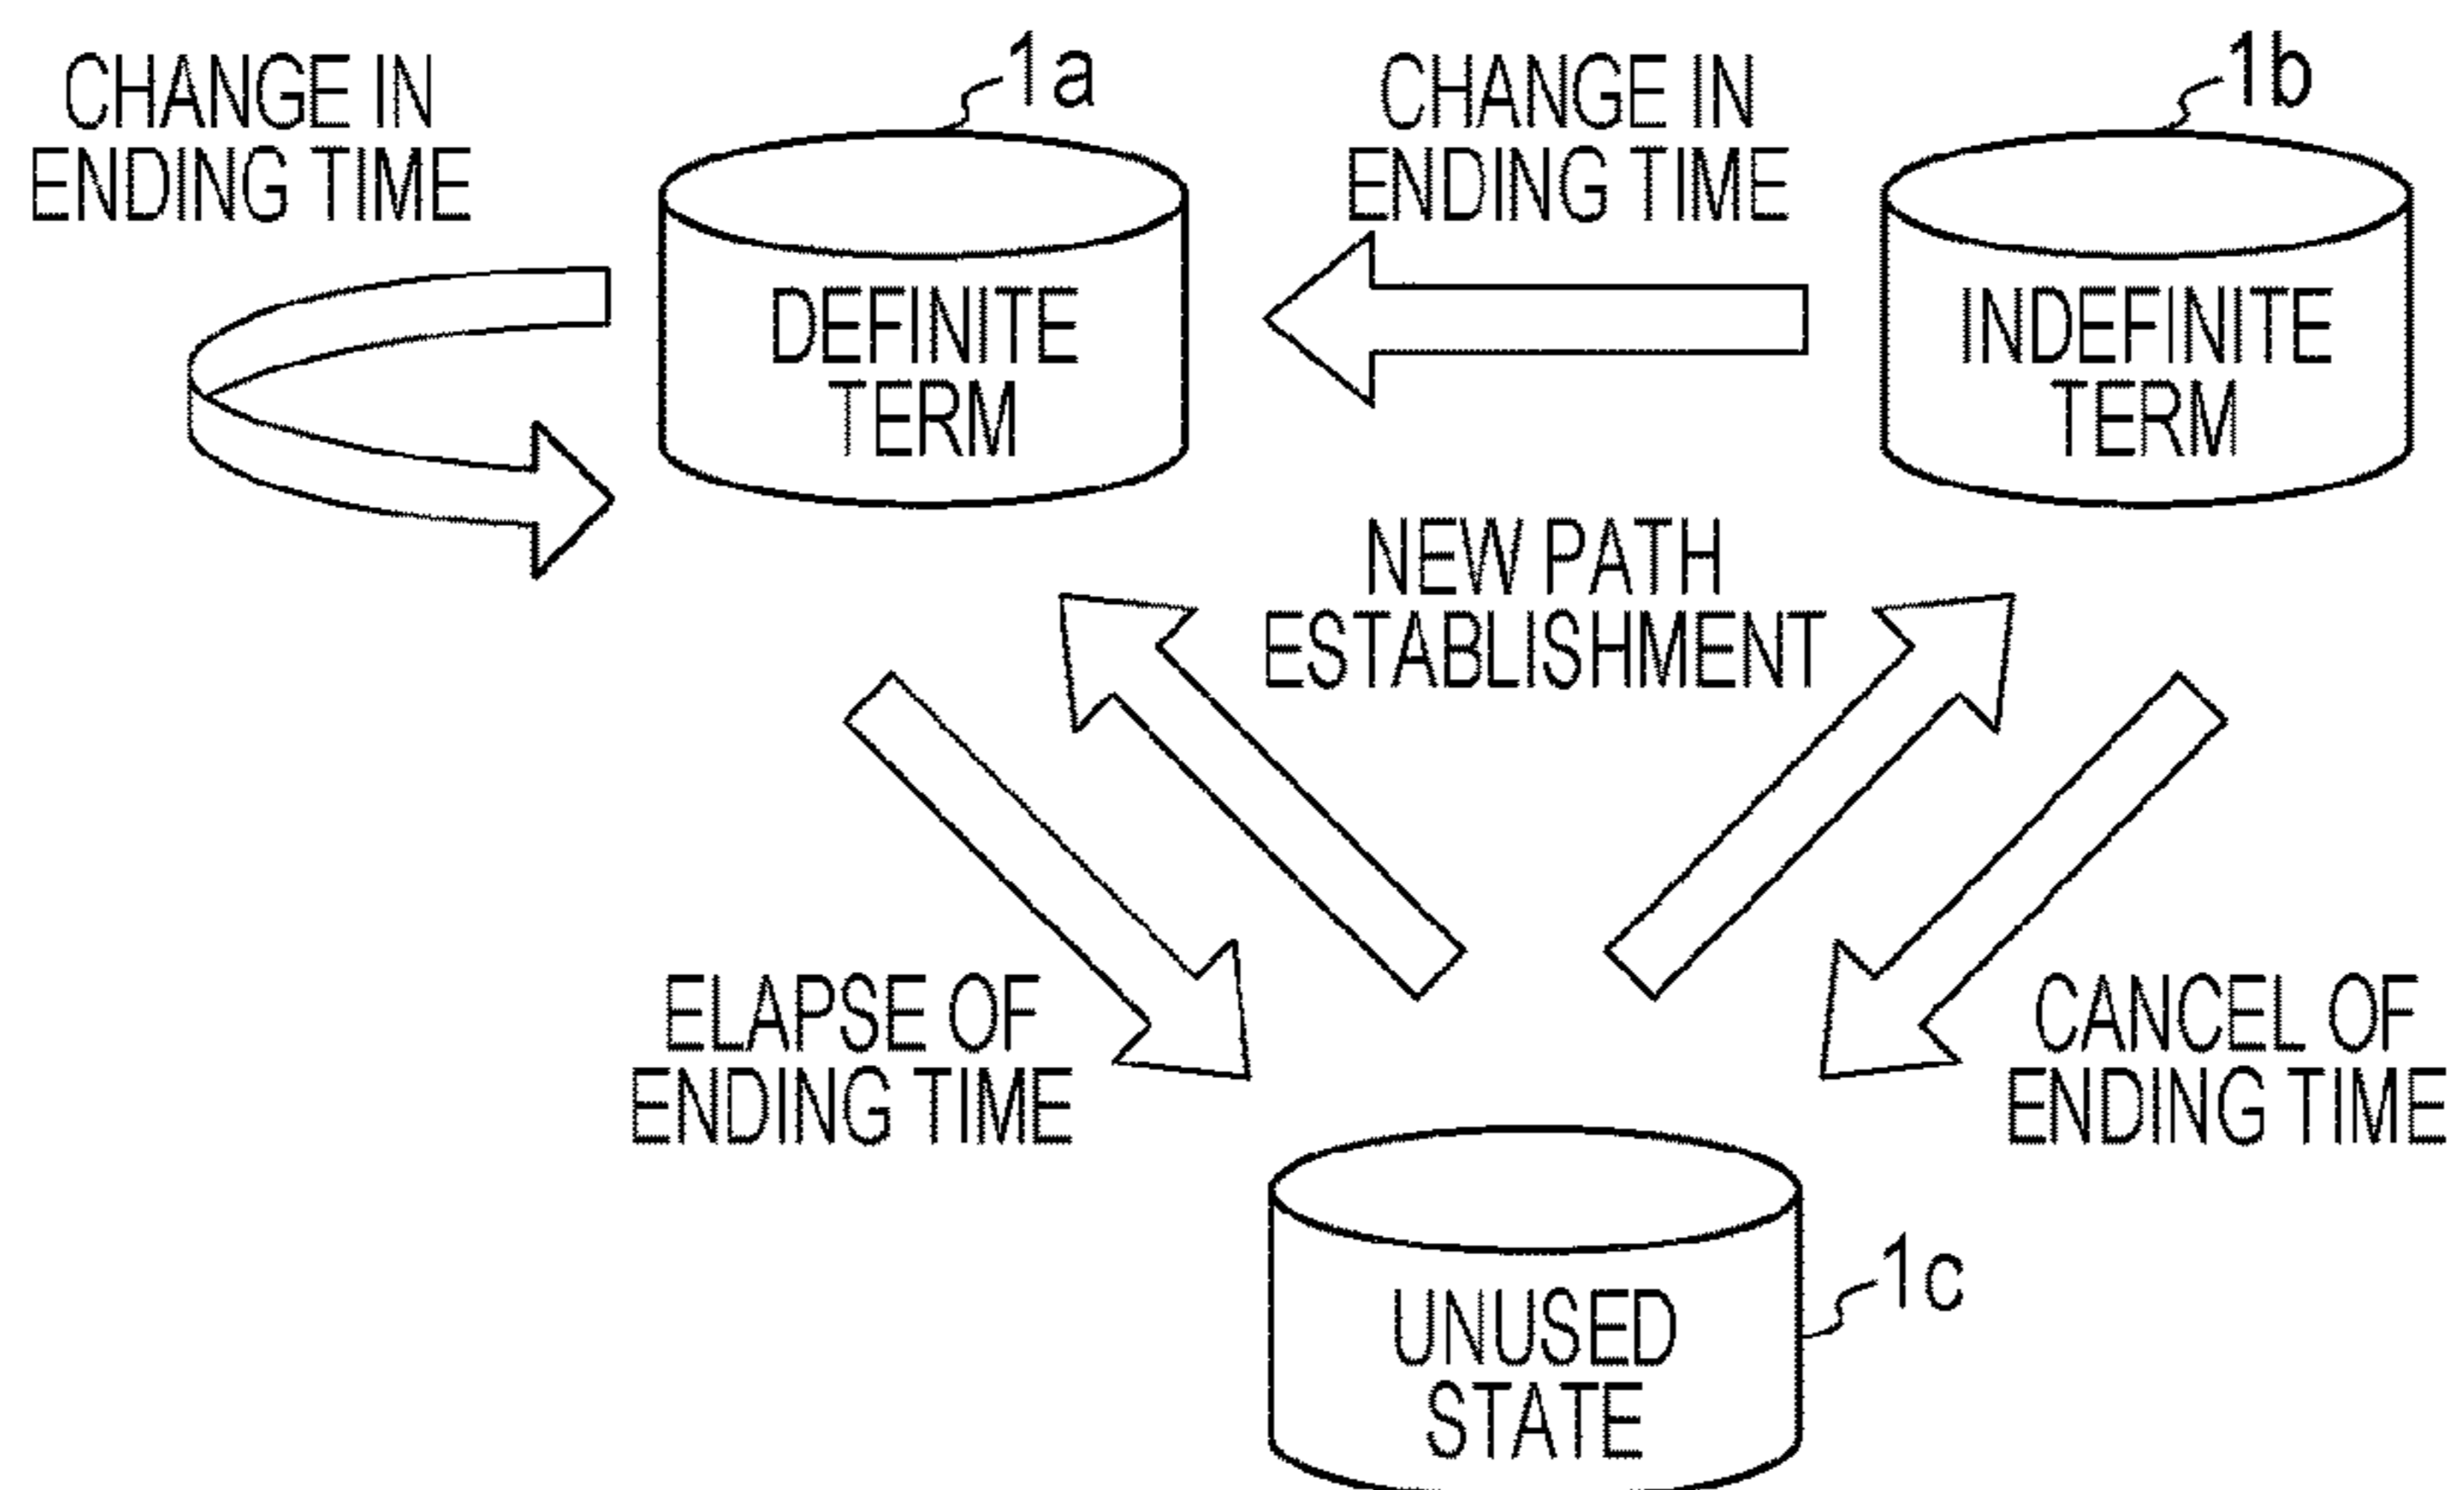 CHANGE IN
ENDING TIME
1a
CHANGE IN
ENDING TIME
1b
DEFINITE
TERM
INDEFINITE
TERM
NEW PATH
ESTABLISHMENT
ELAPSE OF
ENDING TIME
CANCEL OF
ENDING TIME
UNUSED
STATE
1c